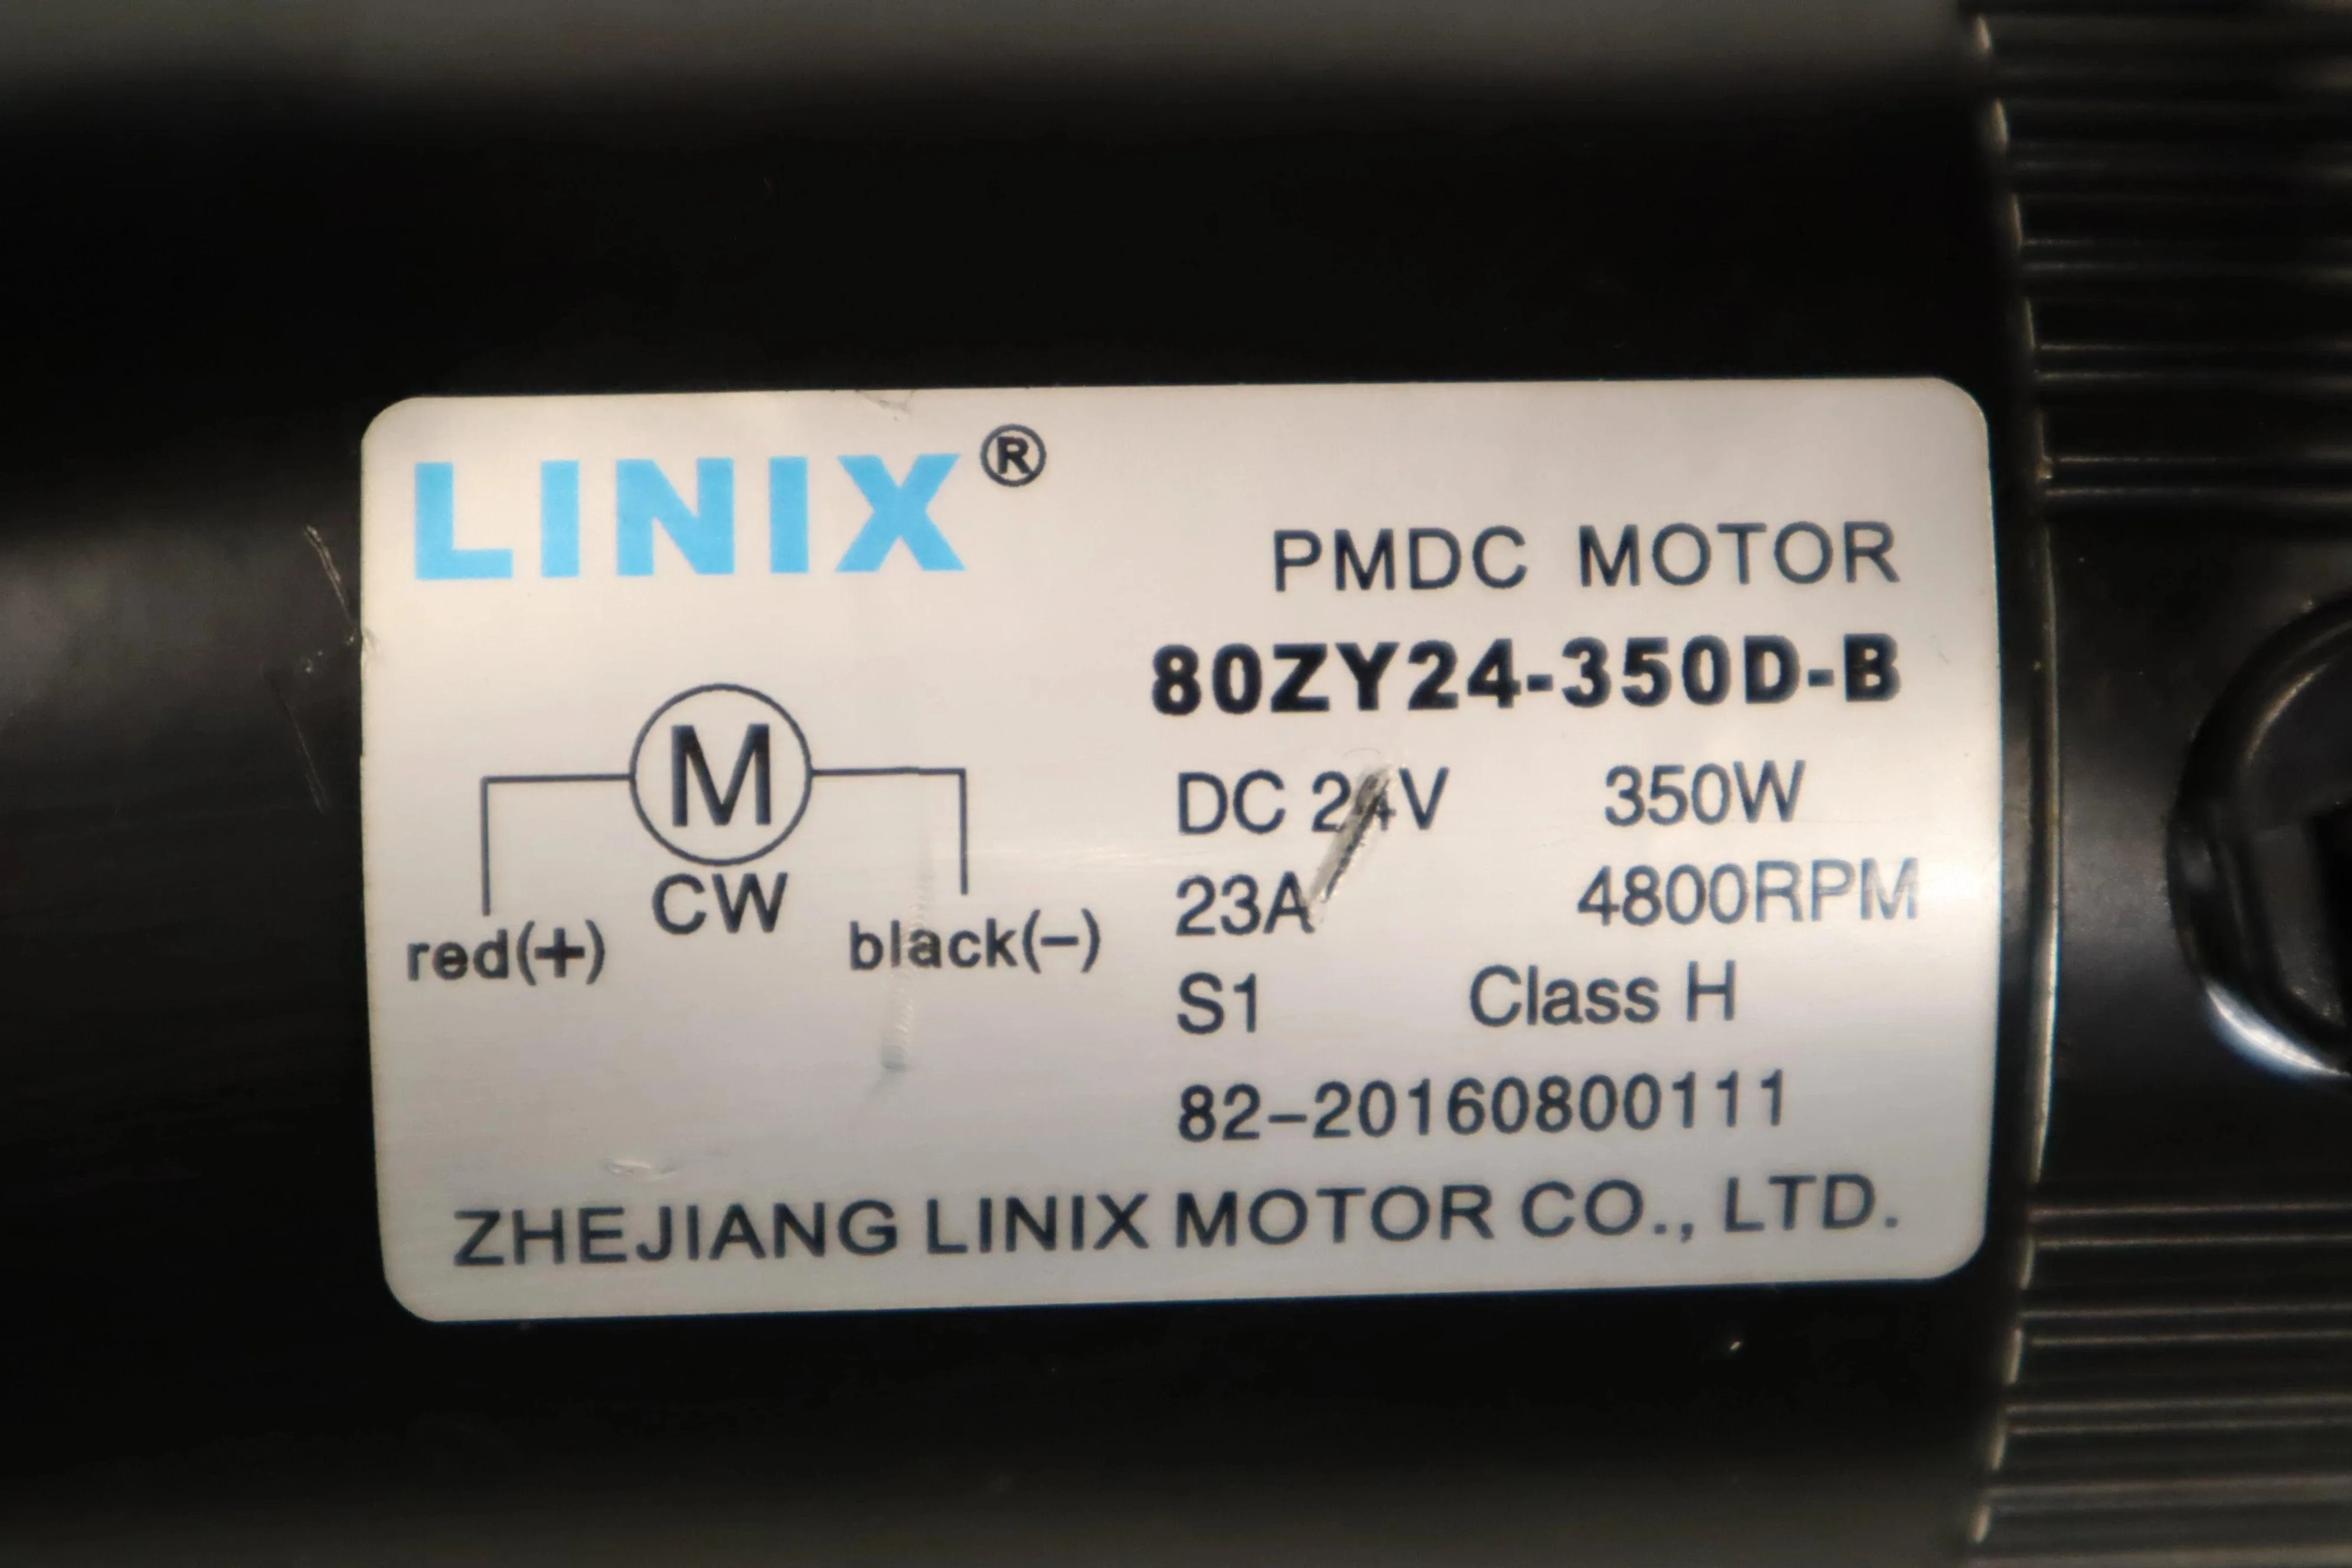 LINIX®
PMDC MOTOR
80ZY24-350D-B
M
CW
red(+)
black(-)
DC 24V 350W
23A 4800RPM
S1 Class H
82-20160800111
ZHEJIANG LINIX MOTOR CO., LTD.